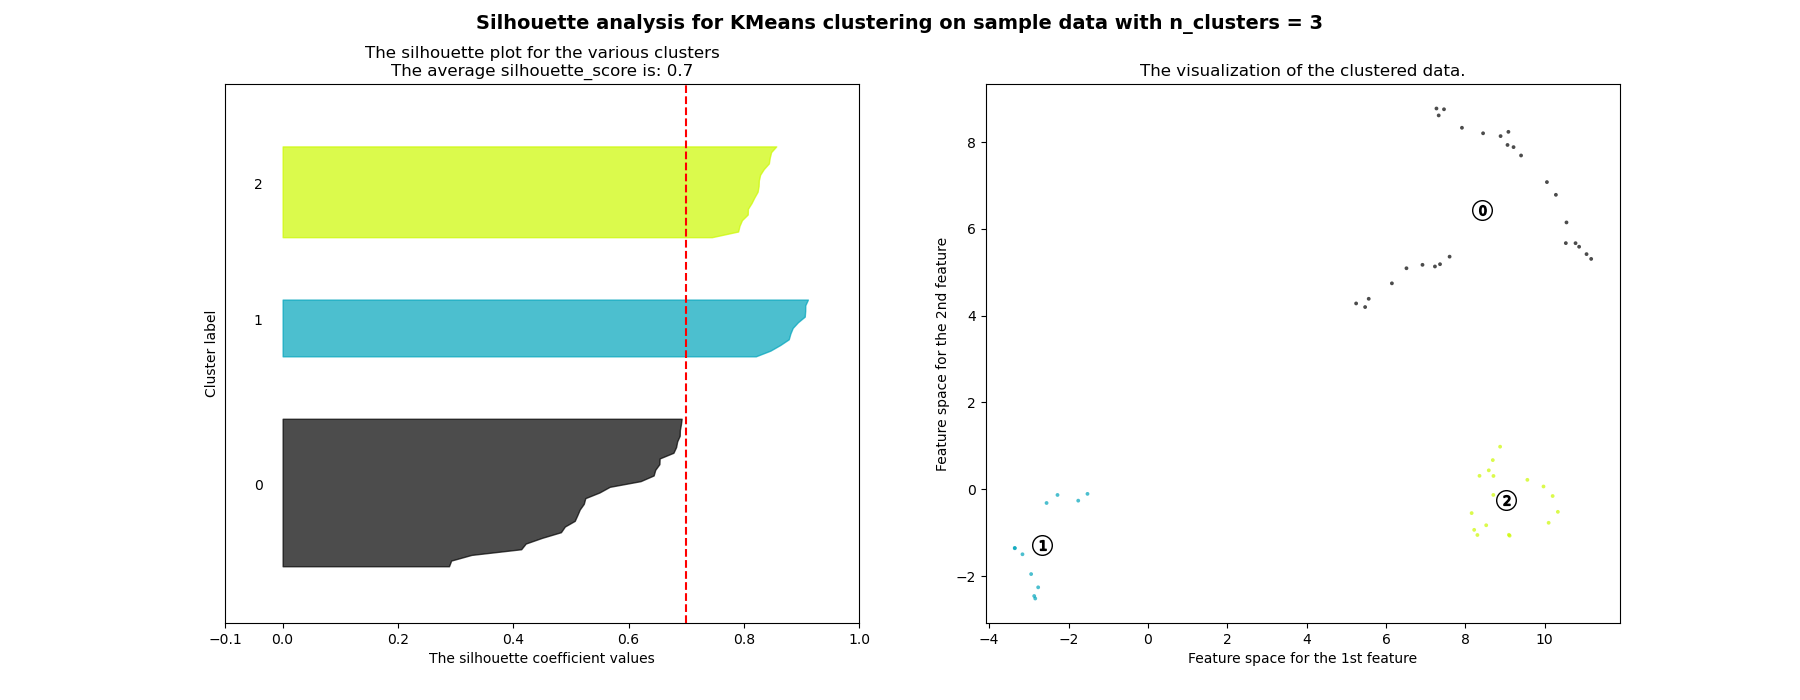 Silhouette analysis for KMeans clustering on sample data with n_clusters = 3
The silhouette plot for the various clusters
The average silhouette_score is: 0.7
Cluster label
2
1
0
−0.1 0.0 0.2 0.4 0.6 0.8 1.0
The silhouette coefficient values
The visualization of the clustered data.
Feature space for the 2nd feature
8
6
4
2
0
−2
0
1
2
−4 −2 0 2 4 6 8 10
Feature space for the 1st feature